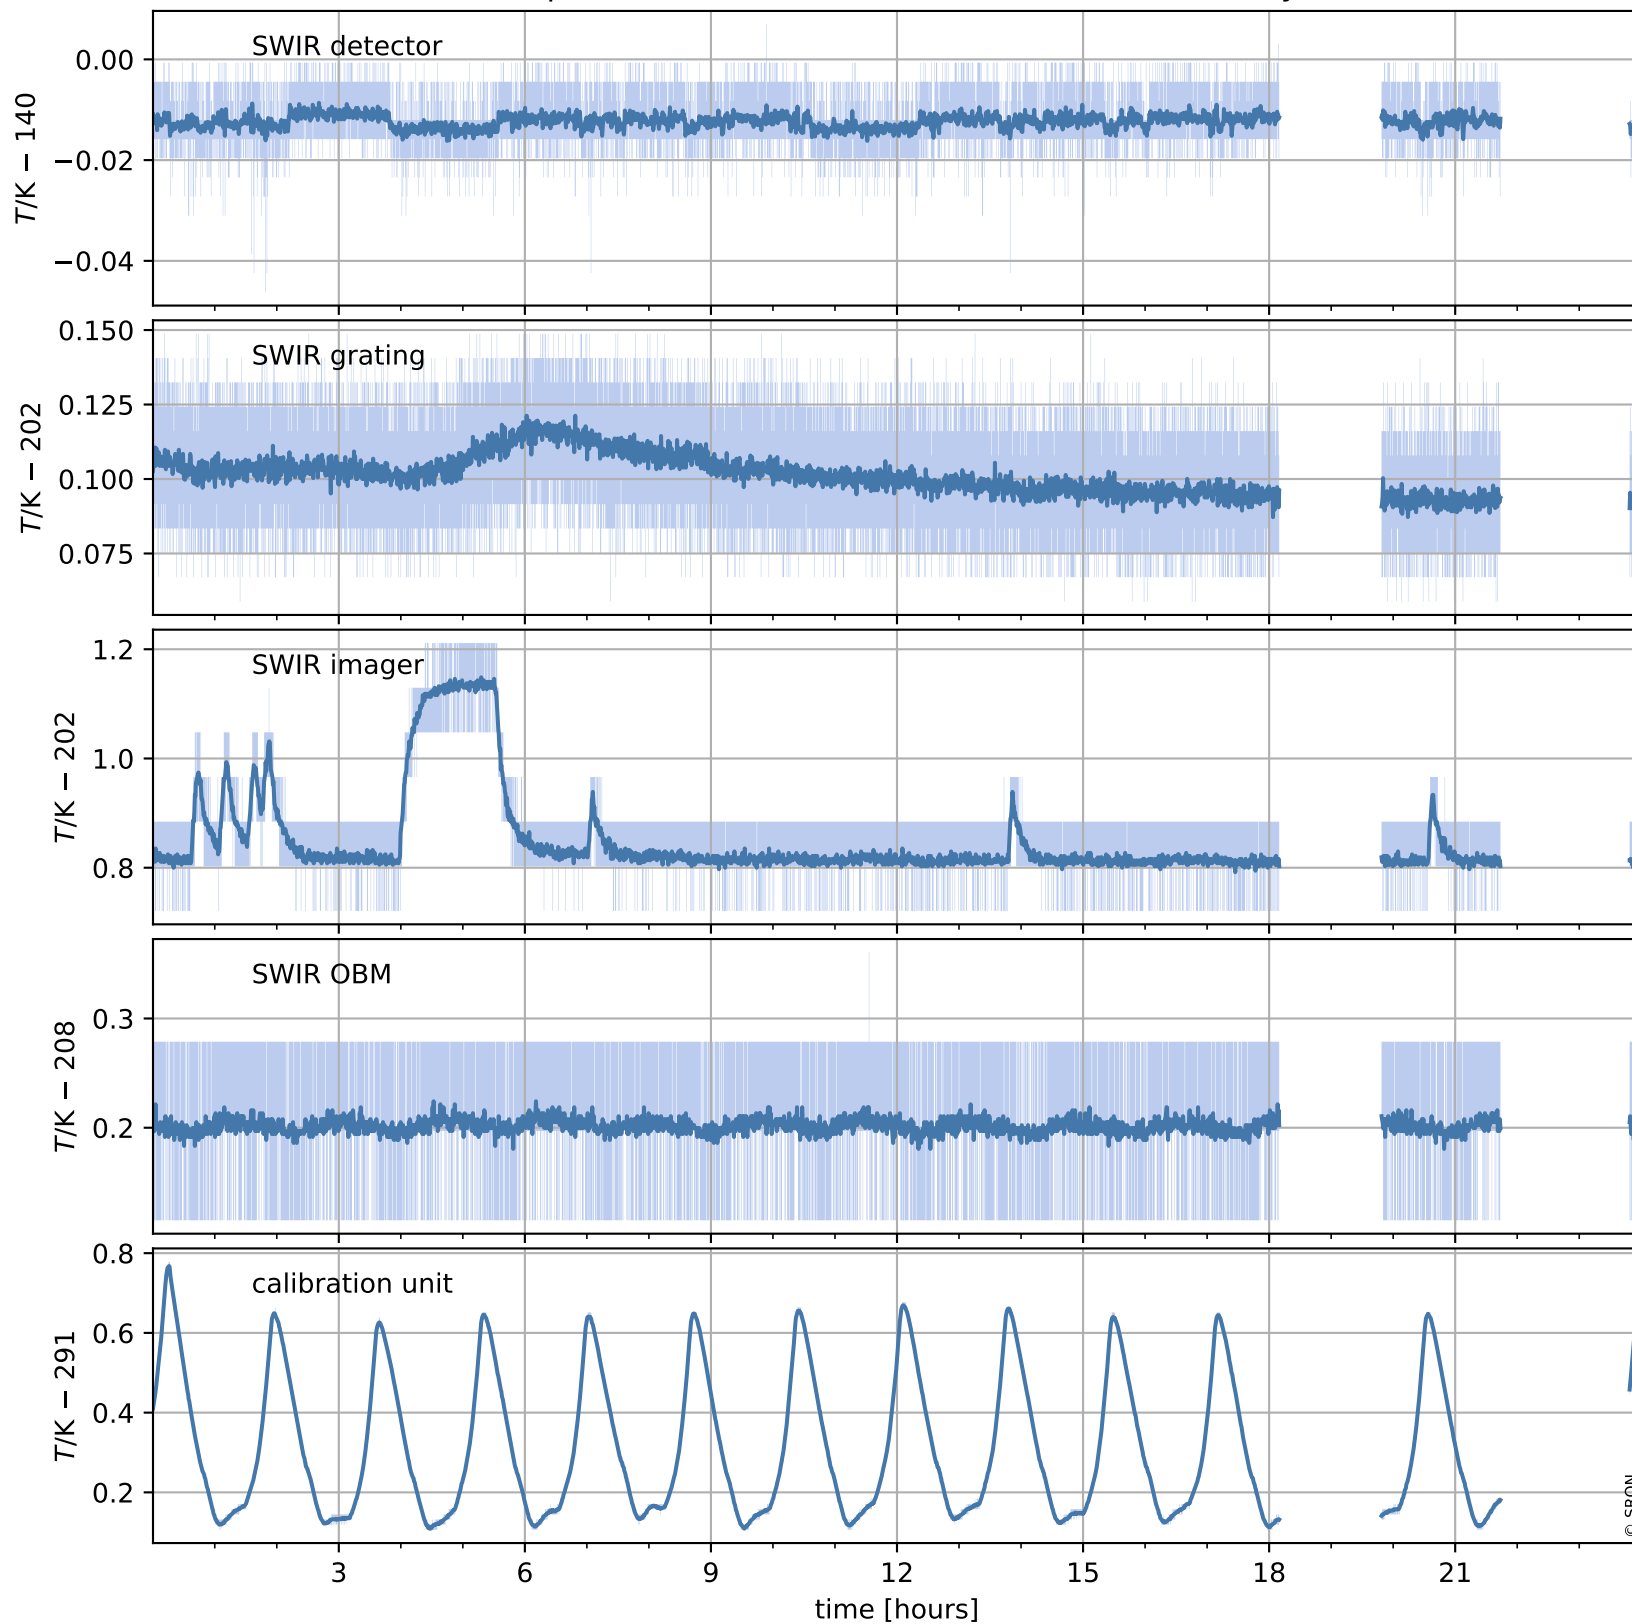 SWIR detector
0.00
−0.02
−0.04
T/K − 140
SWIR grating
0.150
0.125
0.100
0.075
T/K − 202
SWIR imager
1.2
1.0
0.8
T/K − 202
SWIR OBM
0.3
0.2
T/K − 208
calibration unit
0.8
0.6
0.4
0.2
T/K − 291
3 6 9 12 15 18 21
time [hours]
© SRON